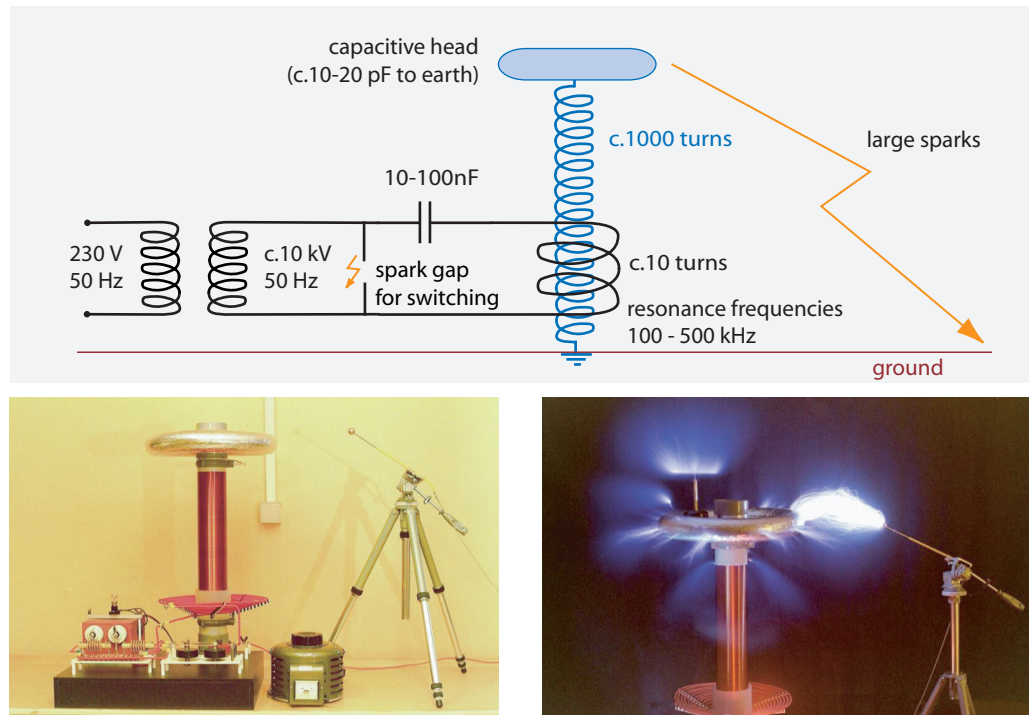 capacitive head
(c.10-20 pF to earth)
c.1000 turns
large sparks
10-100nF
230 V
50 Hz
c.10 kV
50 Hz
spark gap
for switching
c.10 turns
resonance frequencies
100 - 500 kHz
ground